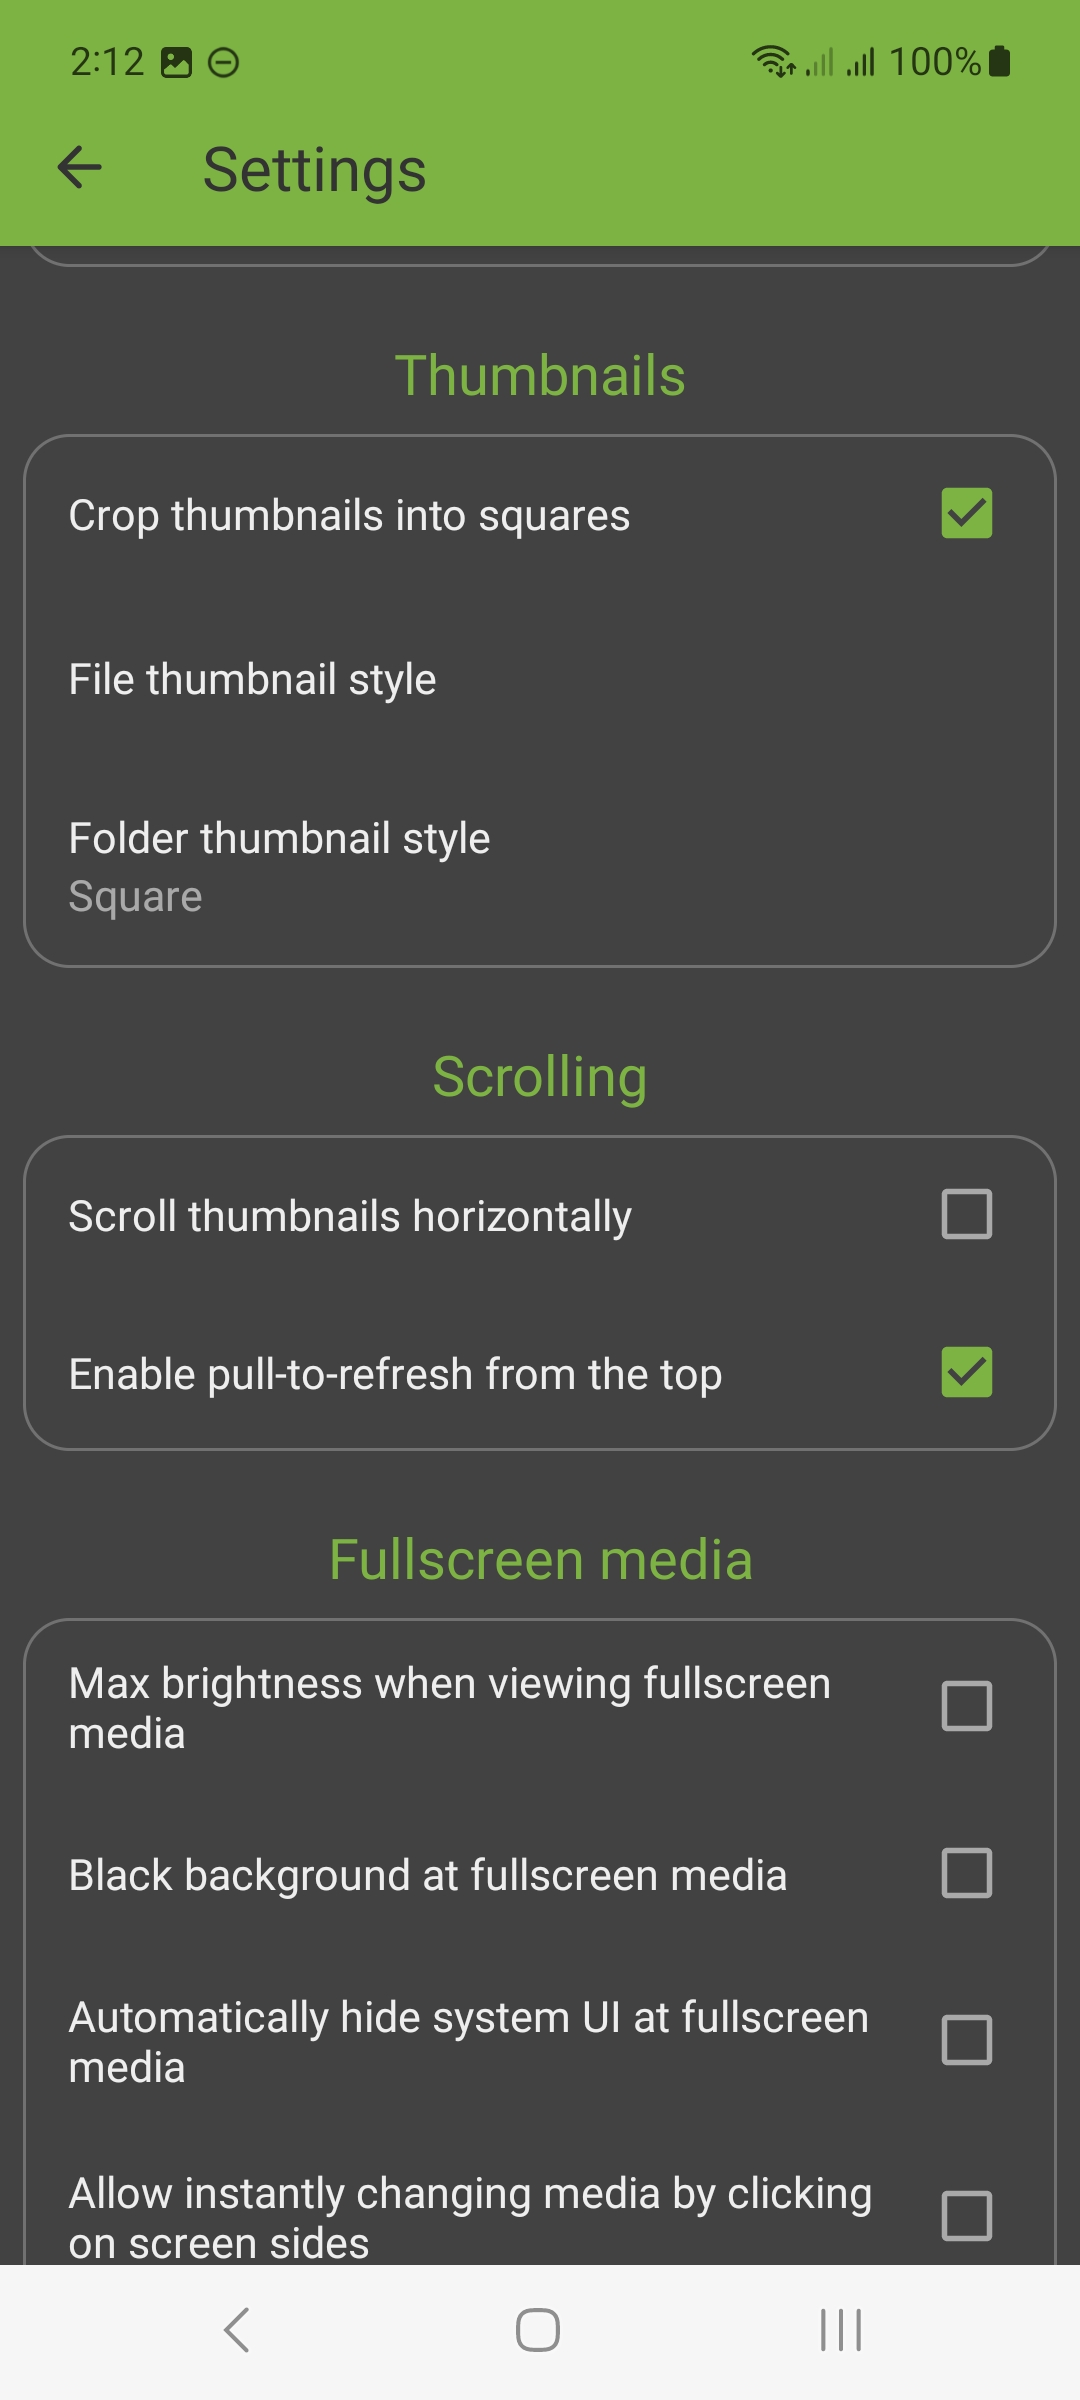 2:12
100%
Settings
Thumbnails
Crop thumbnails into squares
File thumbnail style
Folder thumbnail style
Square
Scrolling
Scroll thumbnails horizontally
Enable pull-to-refresh from the top
Fullscreen media
Max brightness when viewing fullscreen
media
Black background at fullscreen media
Automatically hide system UI at fullscreen
media
Allow instantly changing media by clicking
on screen sides